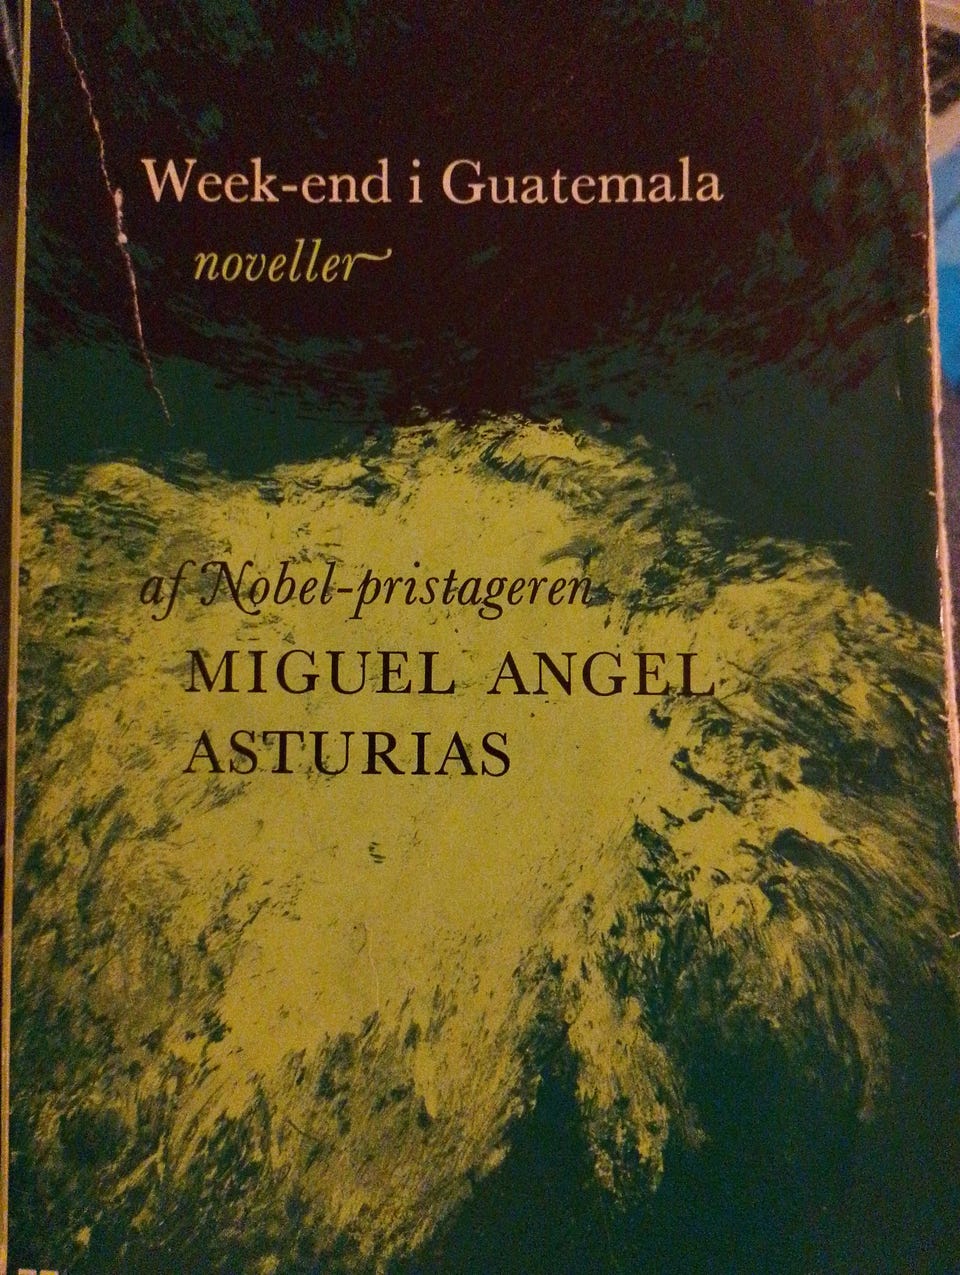 Week-end i Guatemala
noveller
af Nobel-pristageren
MIGUEL ANGEL
ASTURIAS